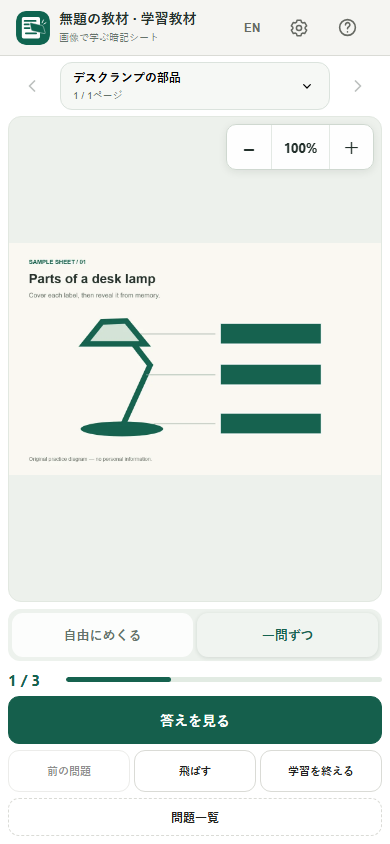 無題の教材 · 学習教材
画像で学ぶ暗記シート
EN
デスクランプの部品
1 / 1ページ
− 100% +
SAMPLE SHEET / 01
Parts of a desk lamp
Cover each label, then reveal it from memory.
Original practice diagram — no personal information.
自由にめくる
一問ずつ
1 / 3
答えを見る
前の問題
飛ばす
学習を終える
問題一覧